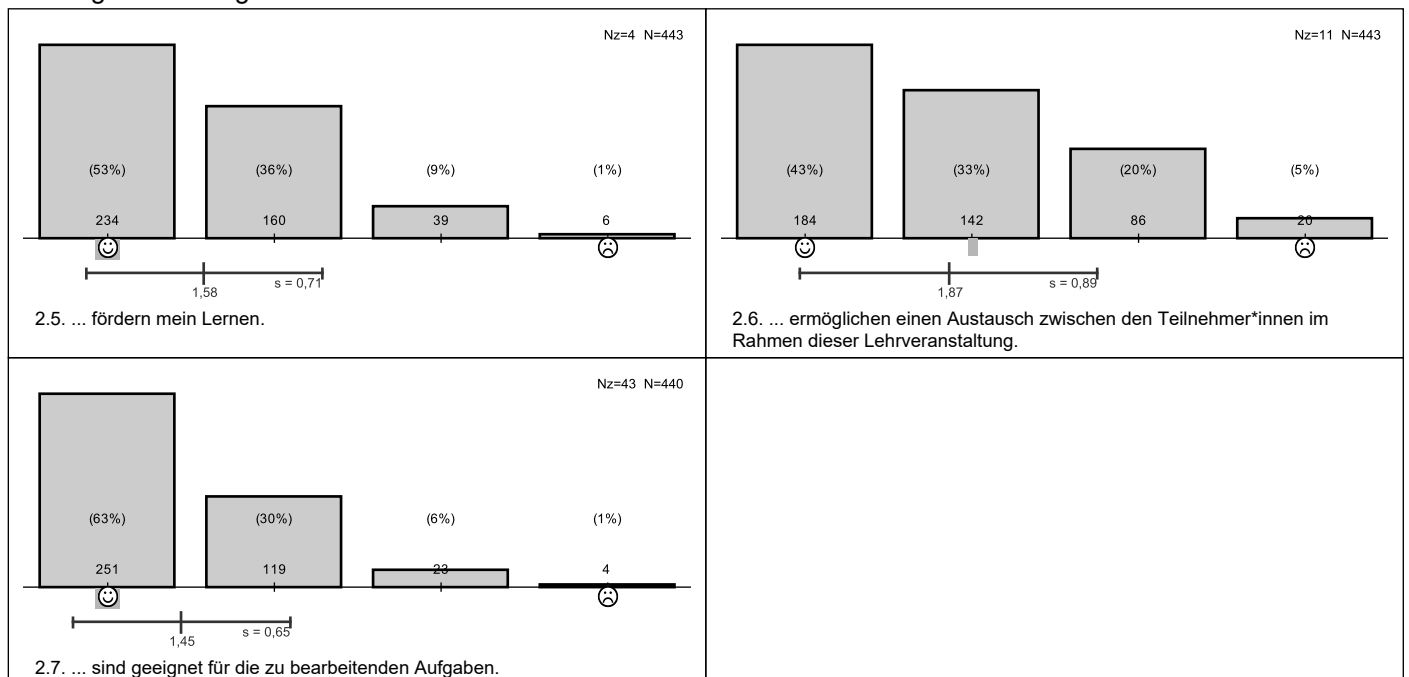 Nz=4 N=443
(53%) (36%) (9%) (1%)
234 160 39 6
1,58 s = 0,71
2.5. ... fördern mein Lernen.
Nz=11 N=443
(43%) (33%) (20%) (5%)
184 142 86 20
1,87 s = 0,89
2.6. ... ermöglichen einen Austausch zwischen den Teilnehmer*innen im
Rahmen dieser Lehrveranstaltung.
Nz=43 N=440
(63%) (30%) (6%) (1%)
251 119 23 4
1,45 s = 0,65
2.7. ... sind geeignet für die zu bearbeitenden Aufgaben.